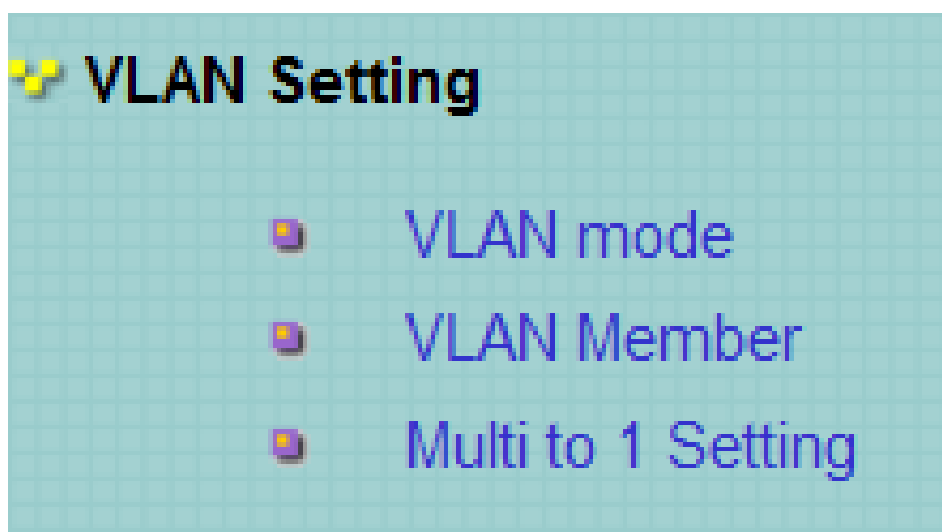 VLAN Setting
VLAN mode
VLAN Member
Multi to 1 Setting